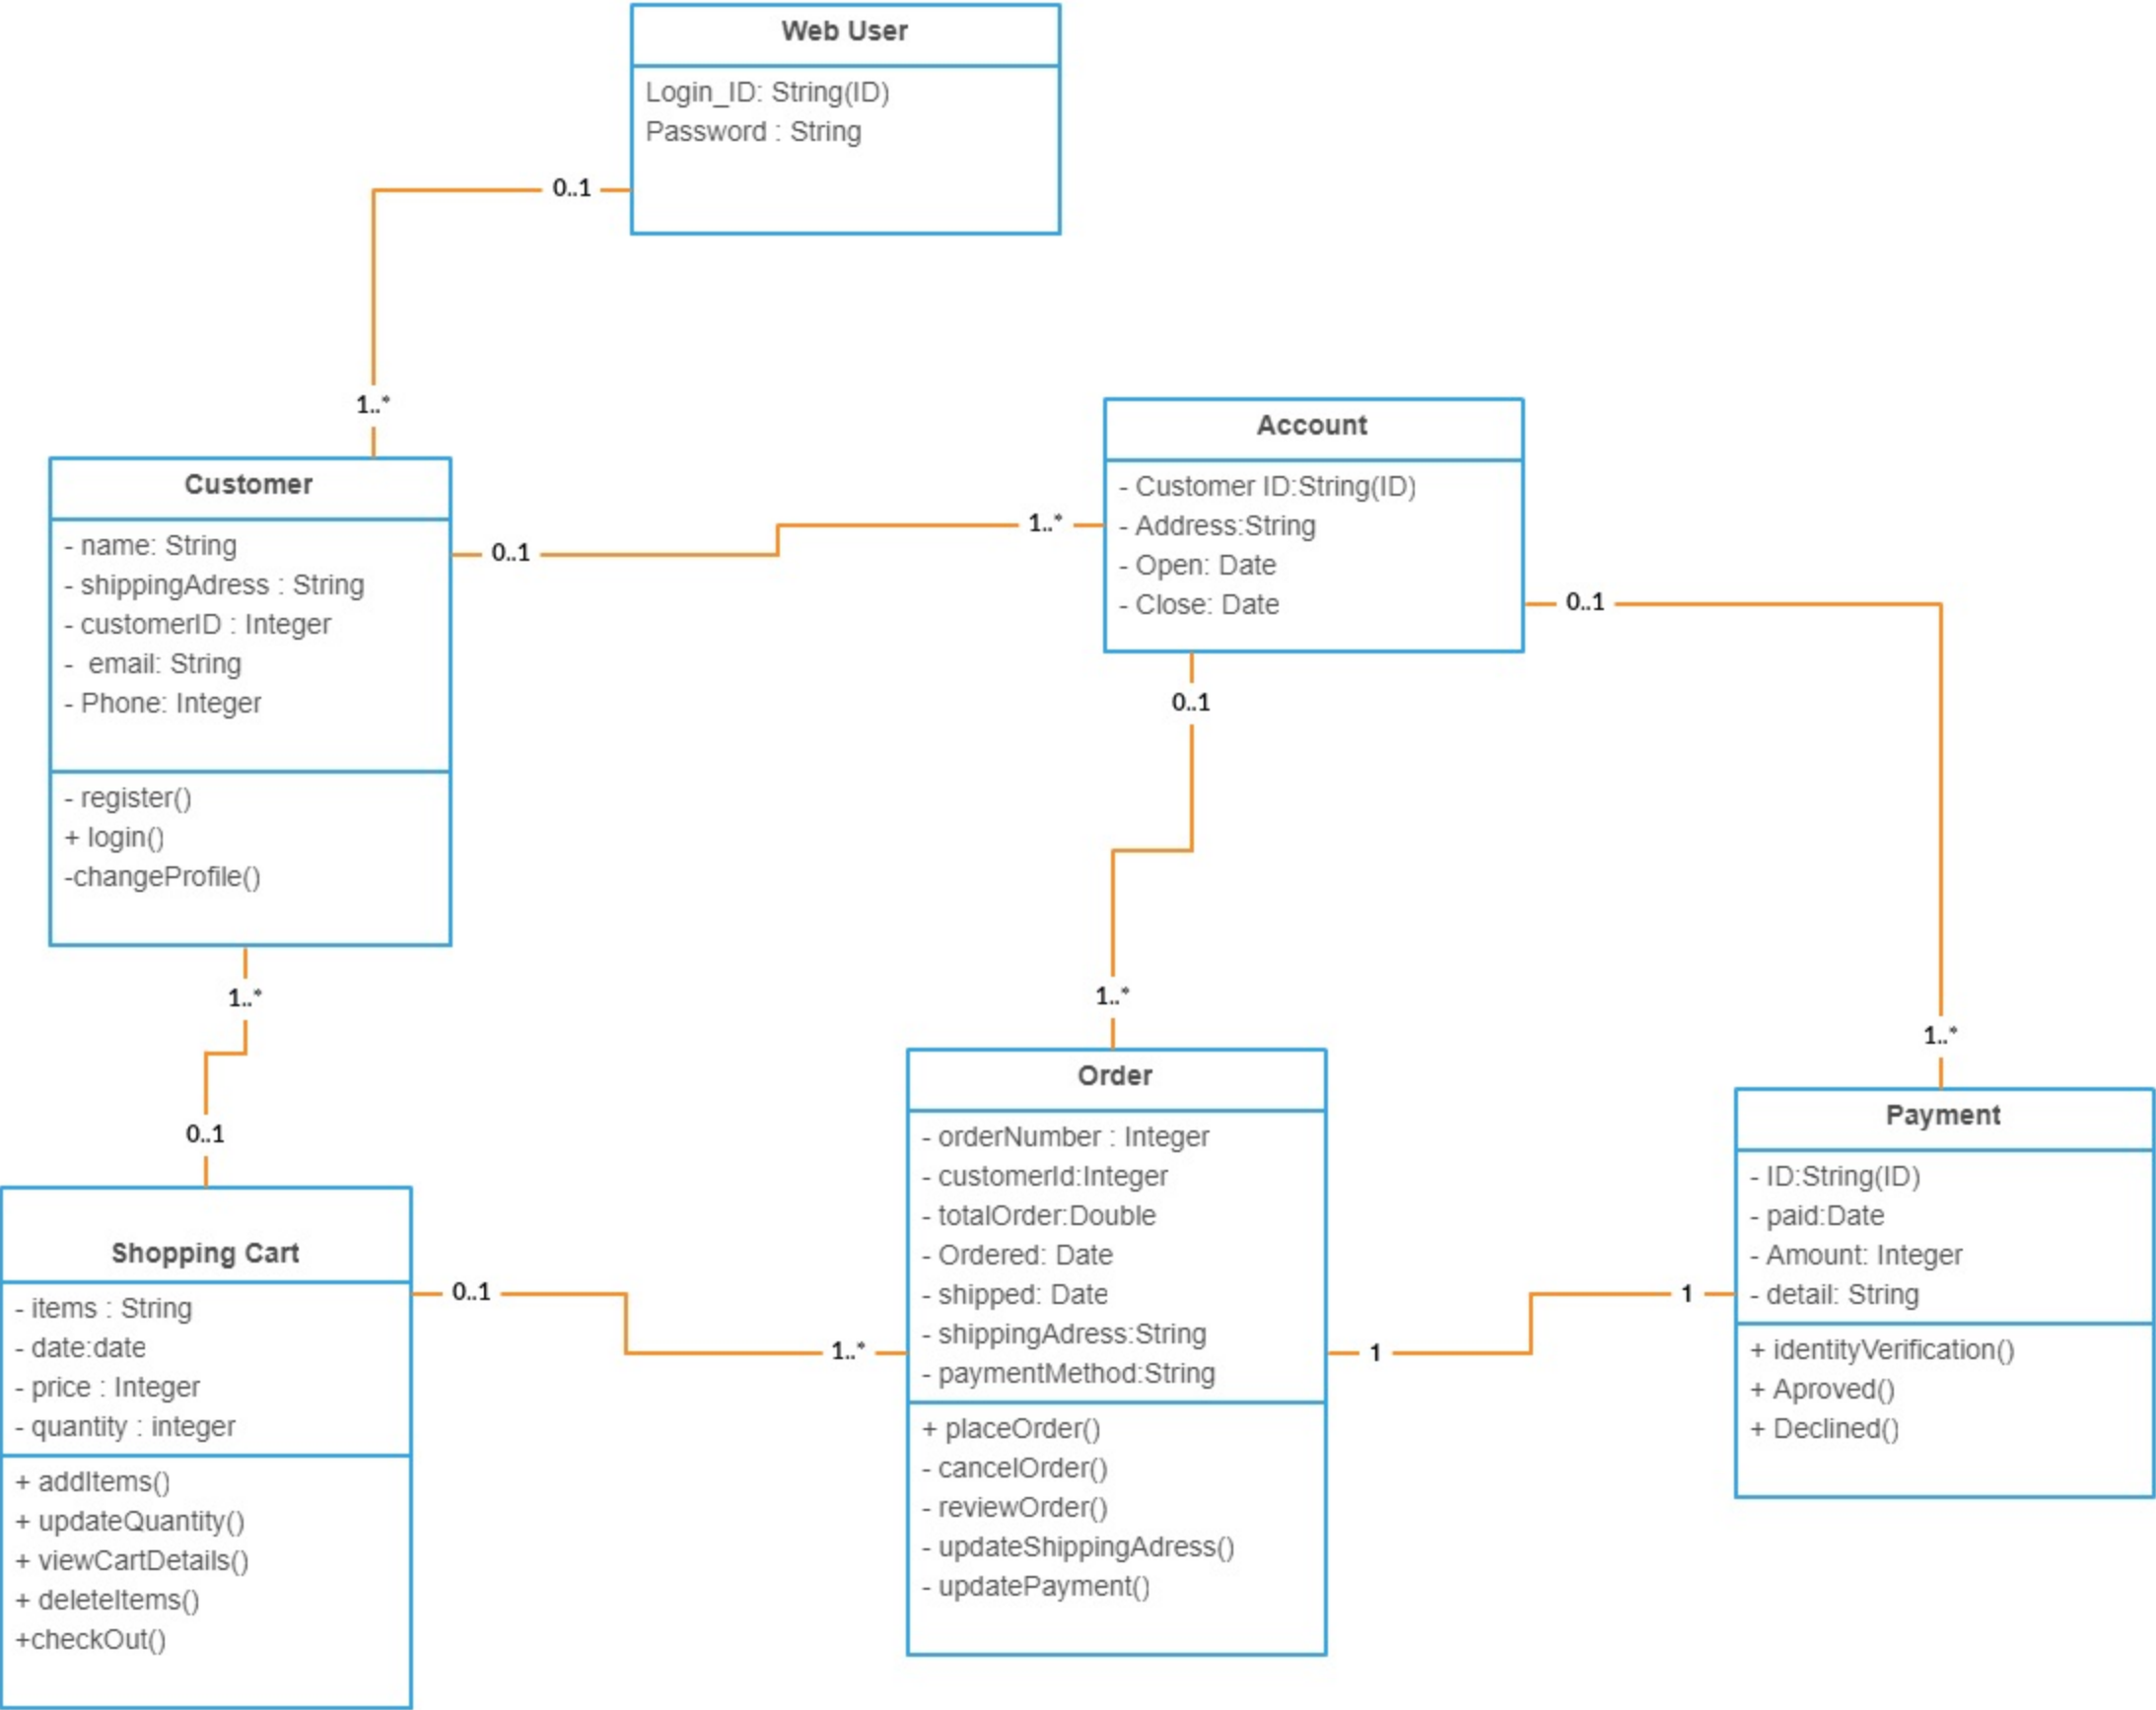 Web User
Login_ID: String(ID)
Password : String
0..1
1..*
Customer
- name: String
- shippingAdress : String
- customerID : Integer
-  email: String
- Phone: Integer
- register()
+ login()
-changeProfile()
0..1
1..*
Account
- Customer ID:String(ID)
- Address:String
- Open: Date
- Close: Date
0..1
0..1
1..*
1..*
1..*
0..1
Shopping Cart
- items : String
- date:date
- price : Integer
- quantity : integer
+ addItems()
+ updateQuantity()
+ viewCartDetails()
+ deleteItems()
+checkOut()
0..1
1..*
Order
- orderNumber : Integer
- customerId:Integer
- totalOrder:Double
- Ordered: Date
- shipped: Date
- shippingAdress:String
- paymentMethod:String
+ placeOrder()
- cancelOrder()
- reviewOrder()
- updateShippingAdress()
- updatePayment()
1
1
Payment
- ID:String(ID)
- paid:Date
- Amount: Integer
- detail: String
+ identityVerification()
+ Aproved()
+ Declined()